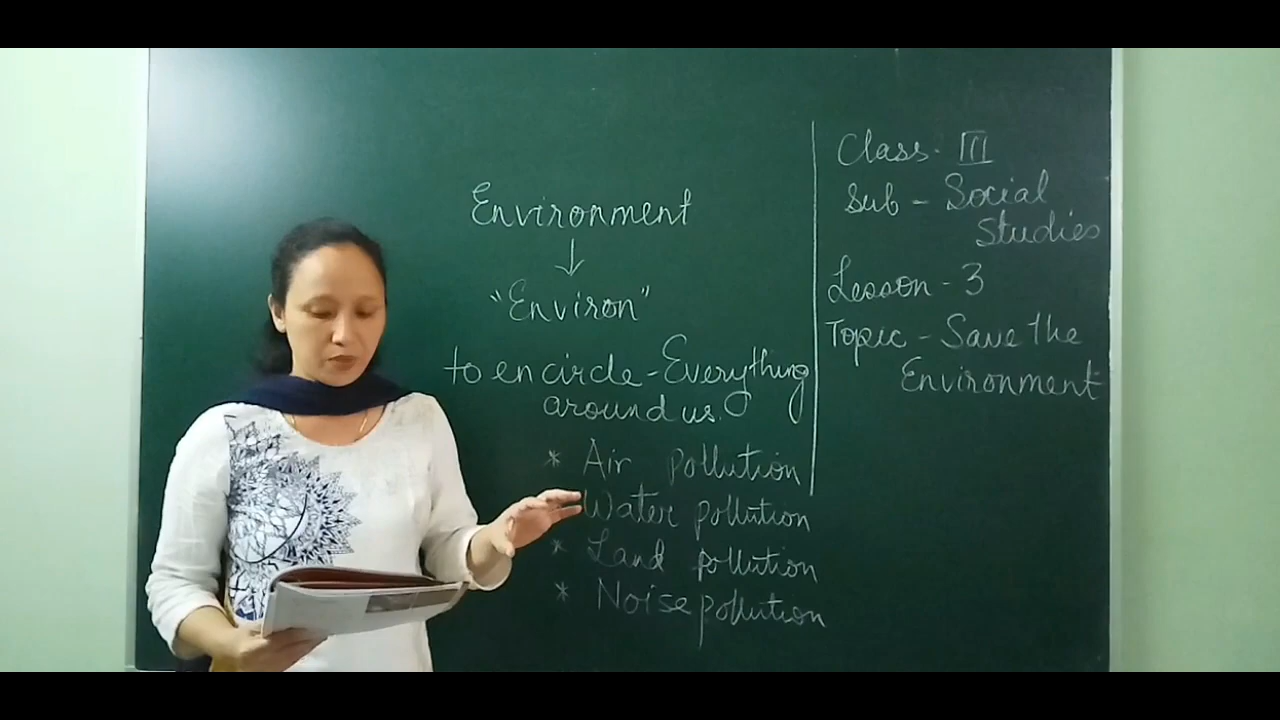 Environment
↓
"Environ"
to encircle - Everything
around us.
* Air pollution
Water pollution
* Land pollution
* Noise pollution
Class - III
Sub - Social
Studies
Lesson - 3
Topic - Save the
Environment